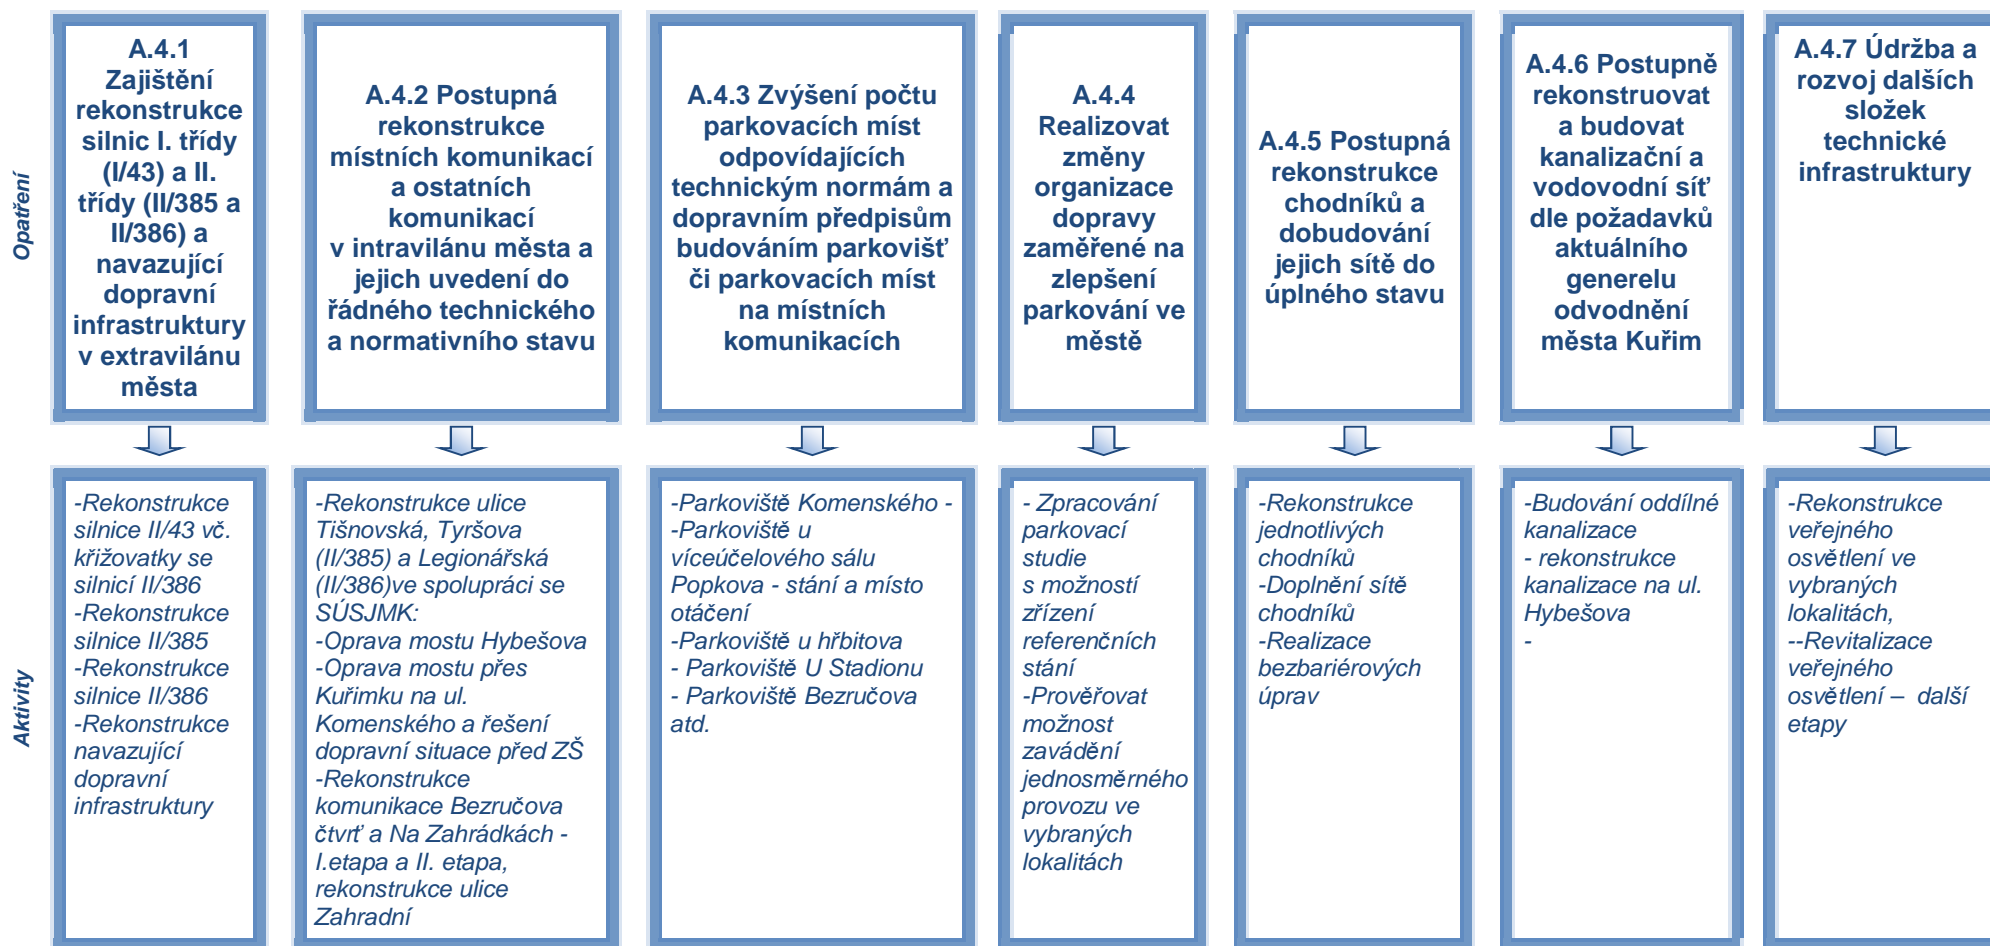 Opatření
A.4.1
Zajištění
rekonstrukce
silnic I. třídy
(I/43) a II.
třídy (II/385 a
II/386) a
navazující
dopravní
infrastruktury
v extravilánu
města
A.4.2 Postupná
rekonstrukce
místních komunikací
a ostatních
komunikací
v intravilánu města a
jejich uvedení do
řádného technického
a normativního stavu
A.4.3 Zvýšení počtu
parkovacích míst
odpovídajících
technickým normám a
dopravním předpisům
budováním parkovišť
či parkovacích míst
na místních
komunikacích
A.4.4
Realizovat
změny
organizace
dopravy
zaměřené na
zlepšení
parkování ve
městě
A.4.5 Postupná
rekonstrukce
chodníků a
dobudování
jejich sítě do
úplného stavu
A.4.6 Postupně
rekonstruovat
a budovat
kanalizační a
vodovodní síť
dle požadavků
aktuálního
generelu
odvodnění
města Kuřim
A.4.7 Údržba a
rozvoj dalších
složek
technické
infrastruktury
Aktivity
-Rekonstrukce
silnice II/43 vč.
křižovatky se
silnicí II/386
-Rekonstrukce
silnice II/385
-Rekonstrukce
silnice II/386
-Rekonstrukce
navazující
dopravní
infrastruktury
-Rekonstrukce ulice
Tišnovská, Tyršova
(II/385) a Legionářská
(II/386)ve spolupráci se
SÚSJMK:
-Oprava mostu Hybešova
-Oprava mostu přes
Kuřimku na ul.
Komenského a řešení
dopravní situace před ZŠ
-Rekonstrukce
komunikace Bezručova
čtvrť a Na Zahrádkách -
I.etapa a II. etapa,
rekonstrukce ulice
Zahradní
-Parkoviště Komenského -
-Parkoviště u
víceúčelového sálu
Popkova - stání a místo
otáčení
-Parkoviště u hřbitova
- Parkoviště U Stadionu
- Parkoviště Bezručova
atd.
- Zpracování
parkovací
studie
s možností
zřízení
referenčních
stání
-Prověřovat
možnost
zavádění
jednosměrného
provozu ve
vybraných
lokalitách
-Rekonstrukce
jednotlivých
chodníků
-Doplnění sítě
chodníků
-Realizace
bezbariérových
úprav
-Budování oddílné
kanalizace
- rekonstrukce
kanalizace na ul.
Hybešova
-
-Rekonstrukce
veřejného
osvětlení ve
vybraných
lokalitách,
--Revitalizace
veřejného
osvětlení – další
etapy